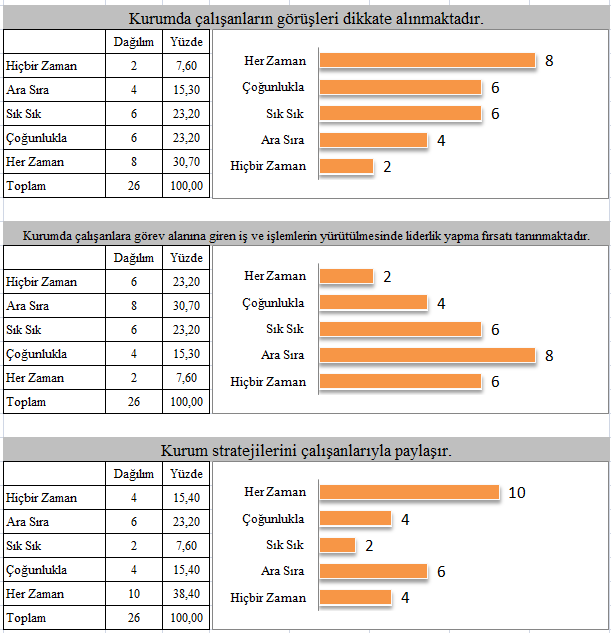 Kurumda çalışanların görüşleri dikkate alınmaktadır.
Dağılım Yüzde
Hiçbir Zaman 2 7,60
Ara Sıra 4 15,30
Sık Sık 6 23,20
Çoğunlukla 6 23,20
Her Zaman 8 30,70
Toplam 26 100,00
Her Zaman 8
Çoğunlukla 6
Sık Sık 6
Ara Sıra 4
Hiçbir Zaman 2
Kurumda çalışanlara görev alanına giren iş ve işlemlerin yürütülmesinde liderlik yapma fırsatı tanınmaktadır.
Dağılım Yüzde
Hiçbir Zaman 6 23,20
Ara Sıra 8 30,70
Sık Sık 6 23,20
Çoğunlukla 4 15,30
Her Zaman 2 7,60
Toplam 26 100,00
Her Zaman 2
Çoğunlukla 4
Sık Sık 6
Ara Sıra 8
Hiçbir Zaman 6
Kurum stratejilerini çalışanlarıyla paylaşır.
Dağılım Yüzde
Hiçbir Zaman 4 15,40
Ara Sıra 6 23,20
Sık Sık 2 7,60
Çoğunlukla 4 15,40
Her Zaman 10 38,40
Toplam 26 100,00
Her Zaman 10
Çoğunlukla 4
Sık Sık 2
Ara Sıra 6
Hiçbir Zaman 4